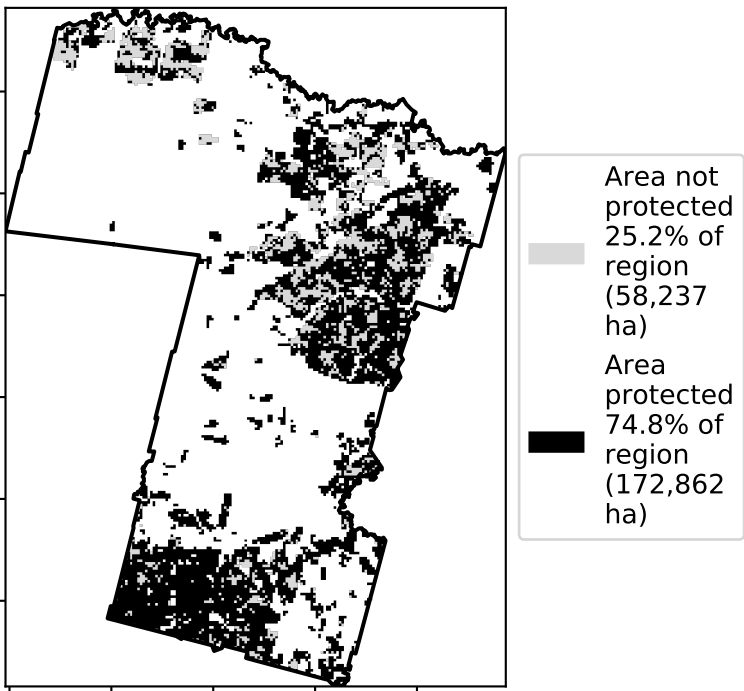 Area not
protected
25.2% of
region
(58,237
ha)
Area
protected
74.8% of
region
(172,862
ha)